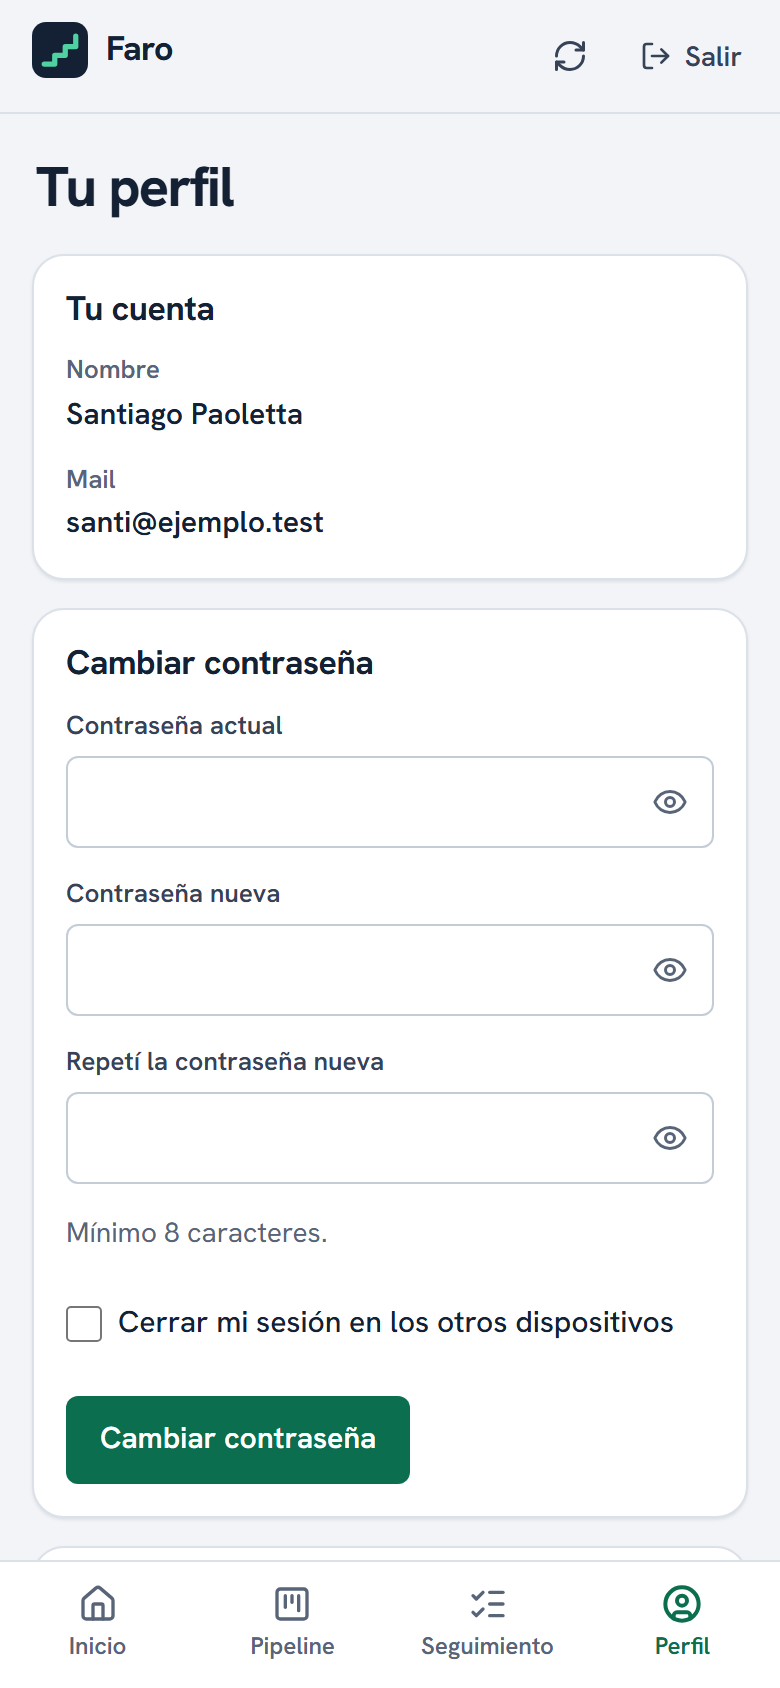 Faro
Salir
Tu perfil
Tu cuenta
Nombre
Santiago Paoletta
Mail
santi@ejemplo.test
Cambiar contraseña
Contraseña actual
Contraseña nueva
Repetí la contraseña nueva
Mínimo 8 caracteres.
Cerrar mi sesión en los otros dispositivos
Cambiar contraseña
Inicio
Pipeline
Seguimiento
Perfil